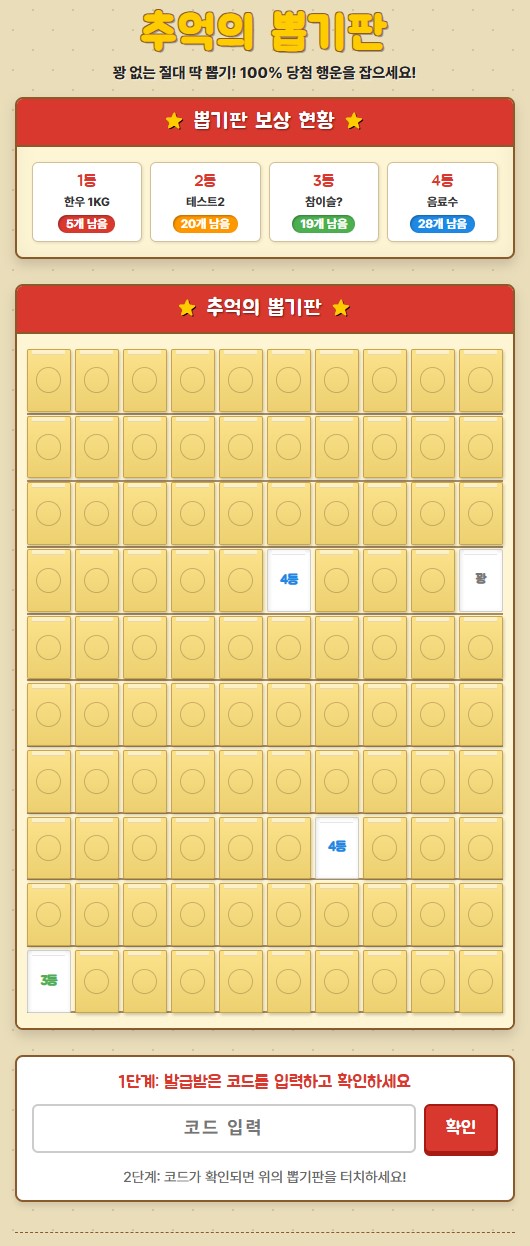 추억의 뽑기판
꽝 없는 절대 딱 뽑기! 100% 당첨 행운을 잡으세요!
뽑기판 보상 현황
1등
한우 1KG
5개 남음
2등
테스트2
20개 남음
3등
참이슬?
19개 남음
4등
음료수
28개 남음
추억의 뽑기판
4등
꽝
4등
3등
1단계: 발급받은 코드를 입력하고 확인하세요
코드 입력
확인
2단계: 코드가 확인되면 위의 뽑기판을 터치하세요!